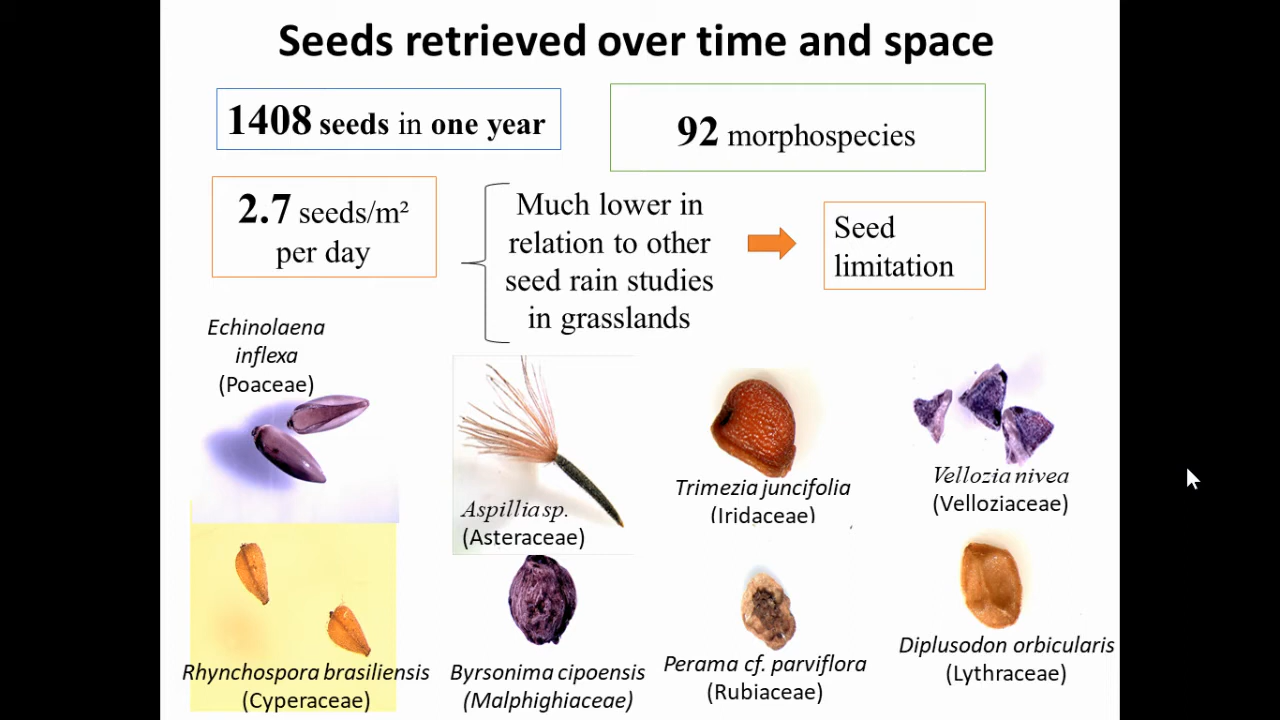 Seeds retrieved over time and space
1408 seeds in one year
92 morphospecies
2.7 seeds/m²
per day
Much lower in
relation to other
seed rain studies
in grasslands
Seed
limitation
Echinolaena
inflexa
(Poaceae)
Aspillia sp.
(Asteraceae)
Trimezia juncifolia
(Iridaceae)
Vellozia nivea
(Velloziaceae)
Rhynchospora brasiliensis
(Cyperaceae)
Byrsonima cipoensis
(Malphighiaceae)
Perama cf. parviflora
(Rubiaceae)
Diplusodon orbicularis
(Lythraceae)